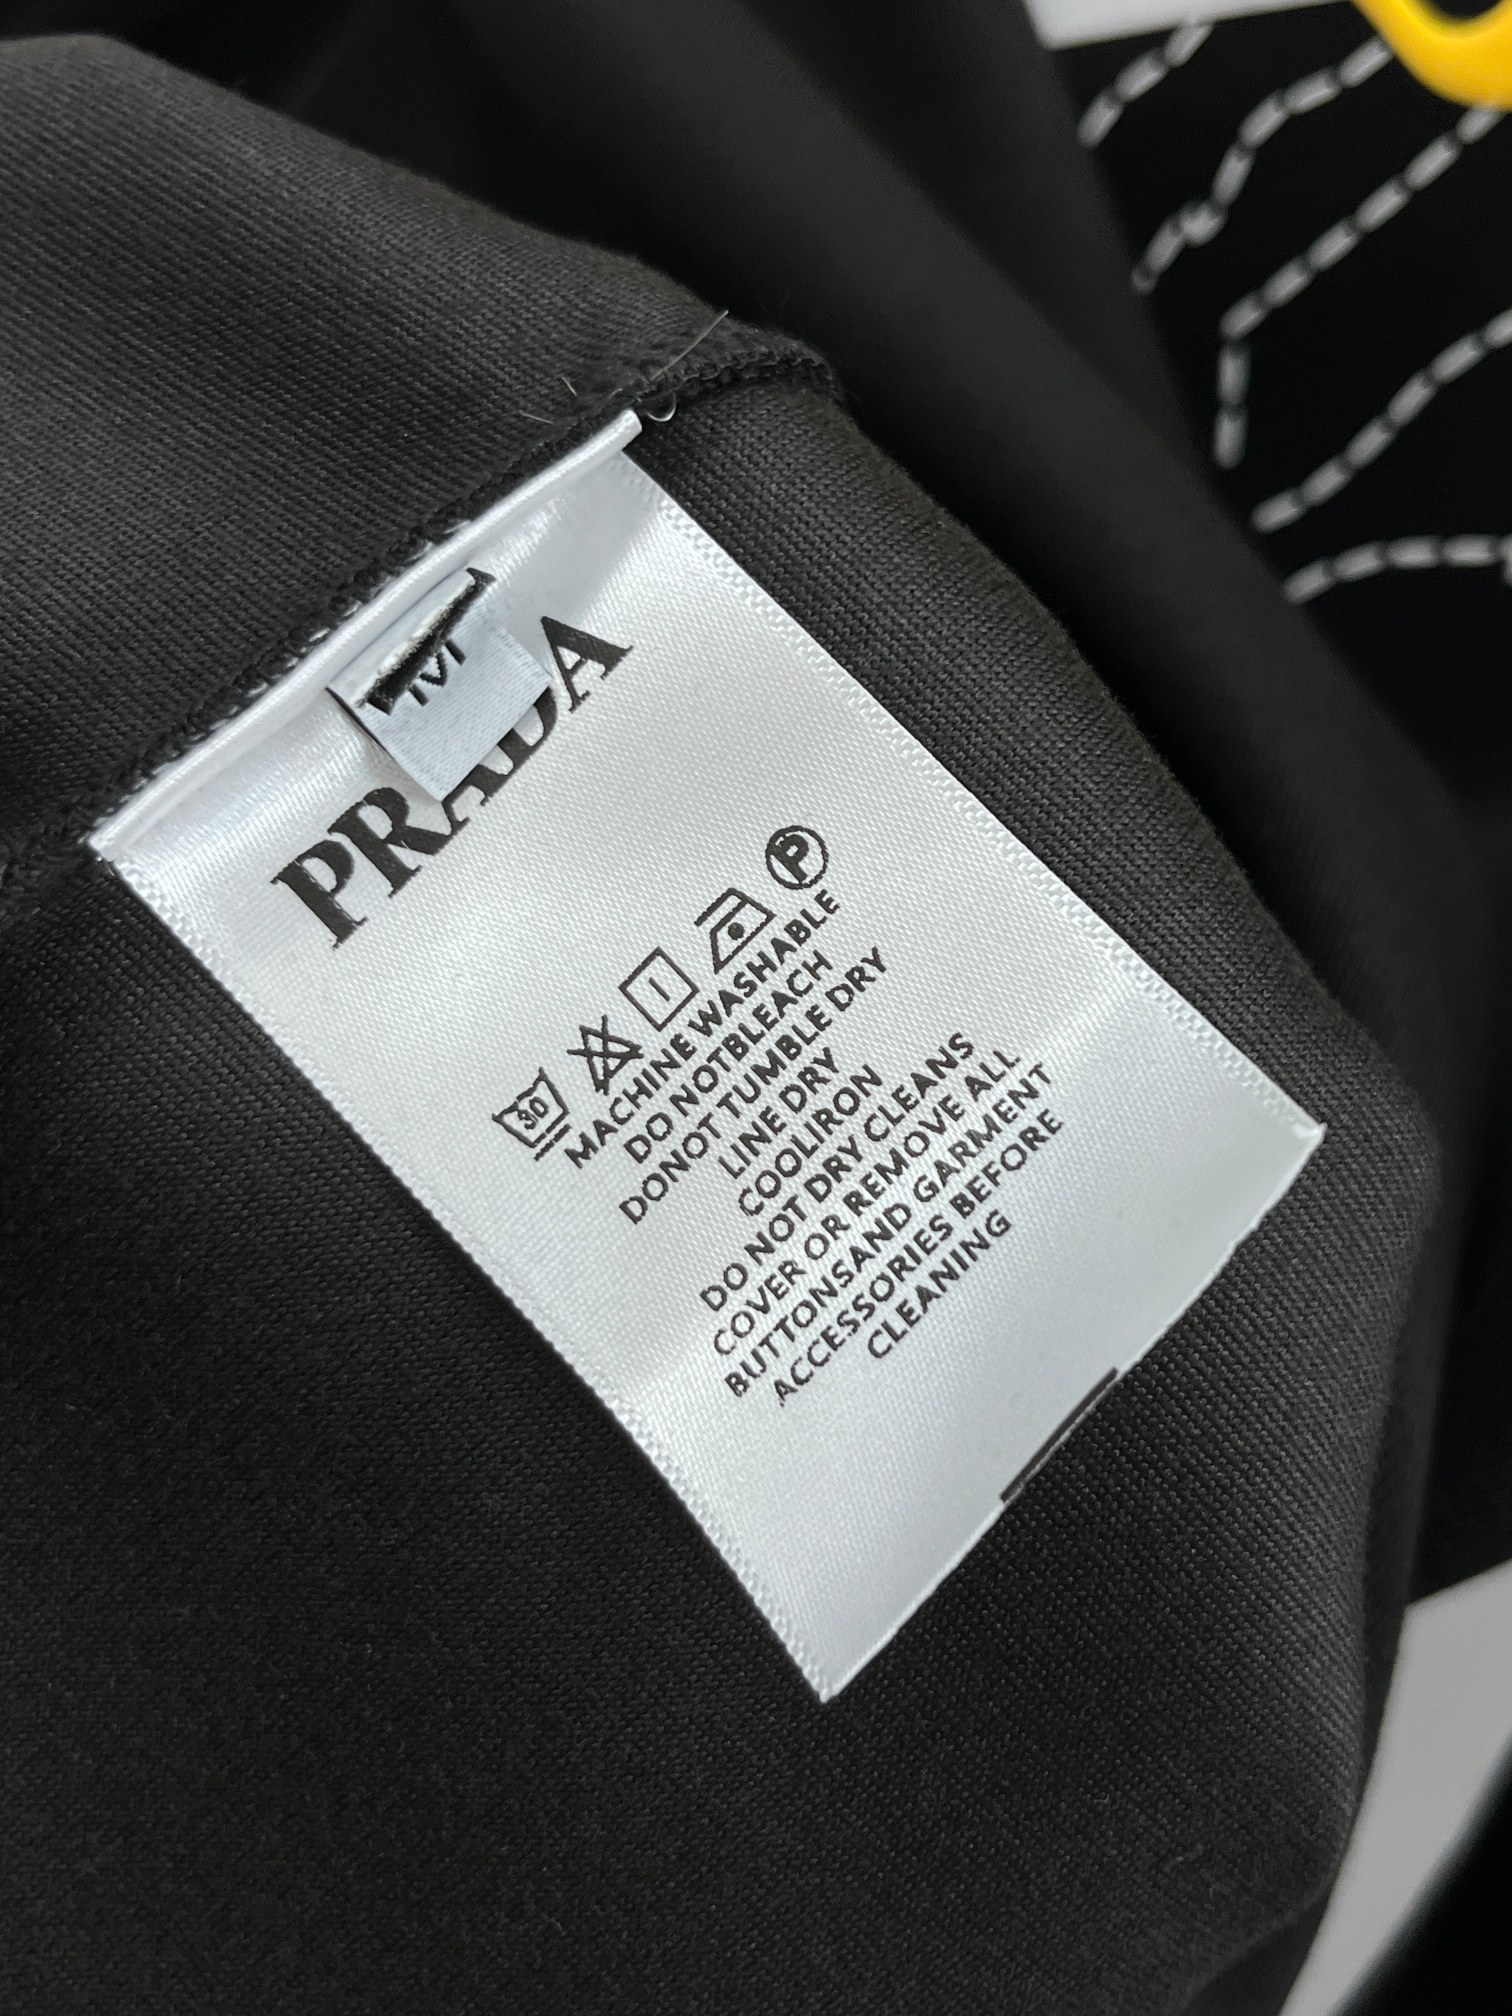 M
PRADA
30 P
MACHINE WASHABLE
DO NOTBLEACH
DONOT TUMBLE DRY
LINE DRY
COOLIRON
DO NOT DRY CLEANS
COVER OR REMOVE ALL
BUTTONSAND GARMENT
ACCESSORIES BEFORE
CLEANING